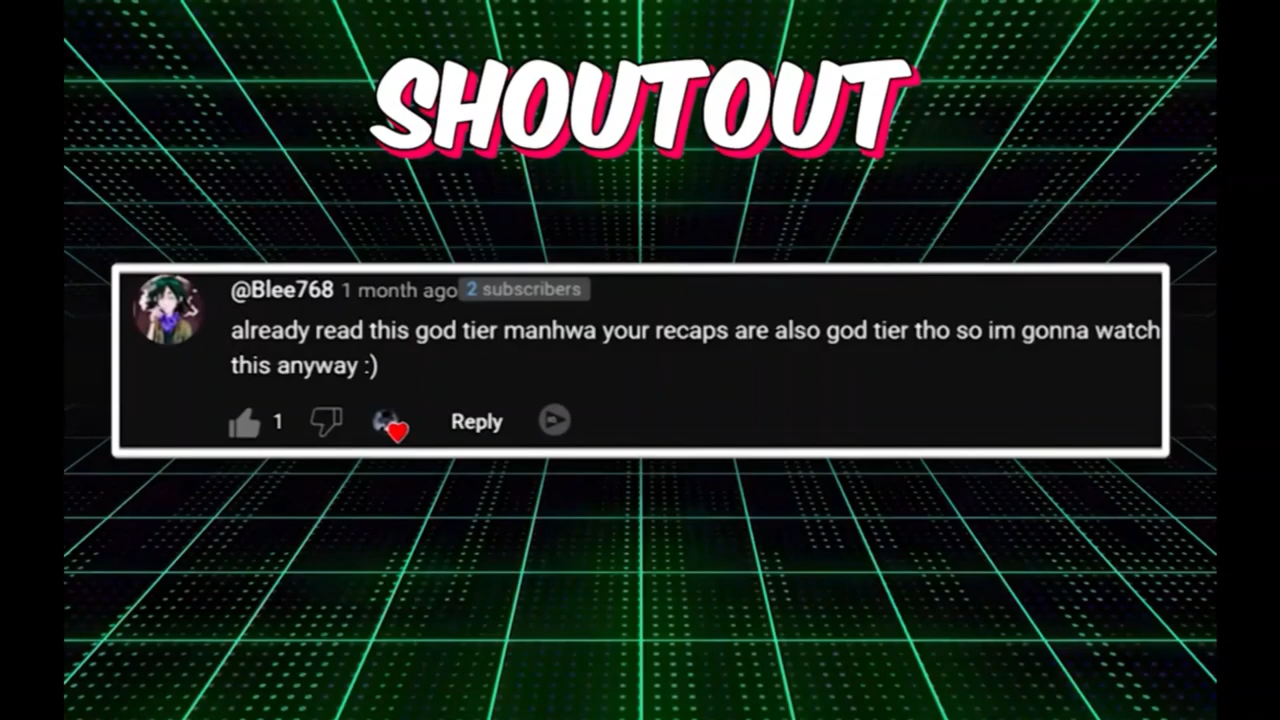 SHOUTOUT
@Blee768 1 month ago 2 subscribers
already read this god tier manhwa your recaps are also god tier tho so im gonna watch
this anyway :)
1 Reply